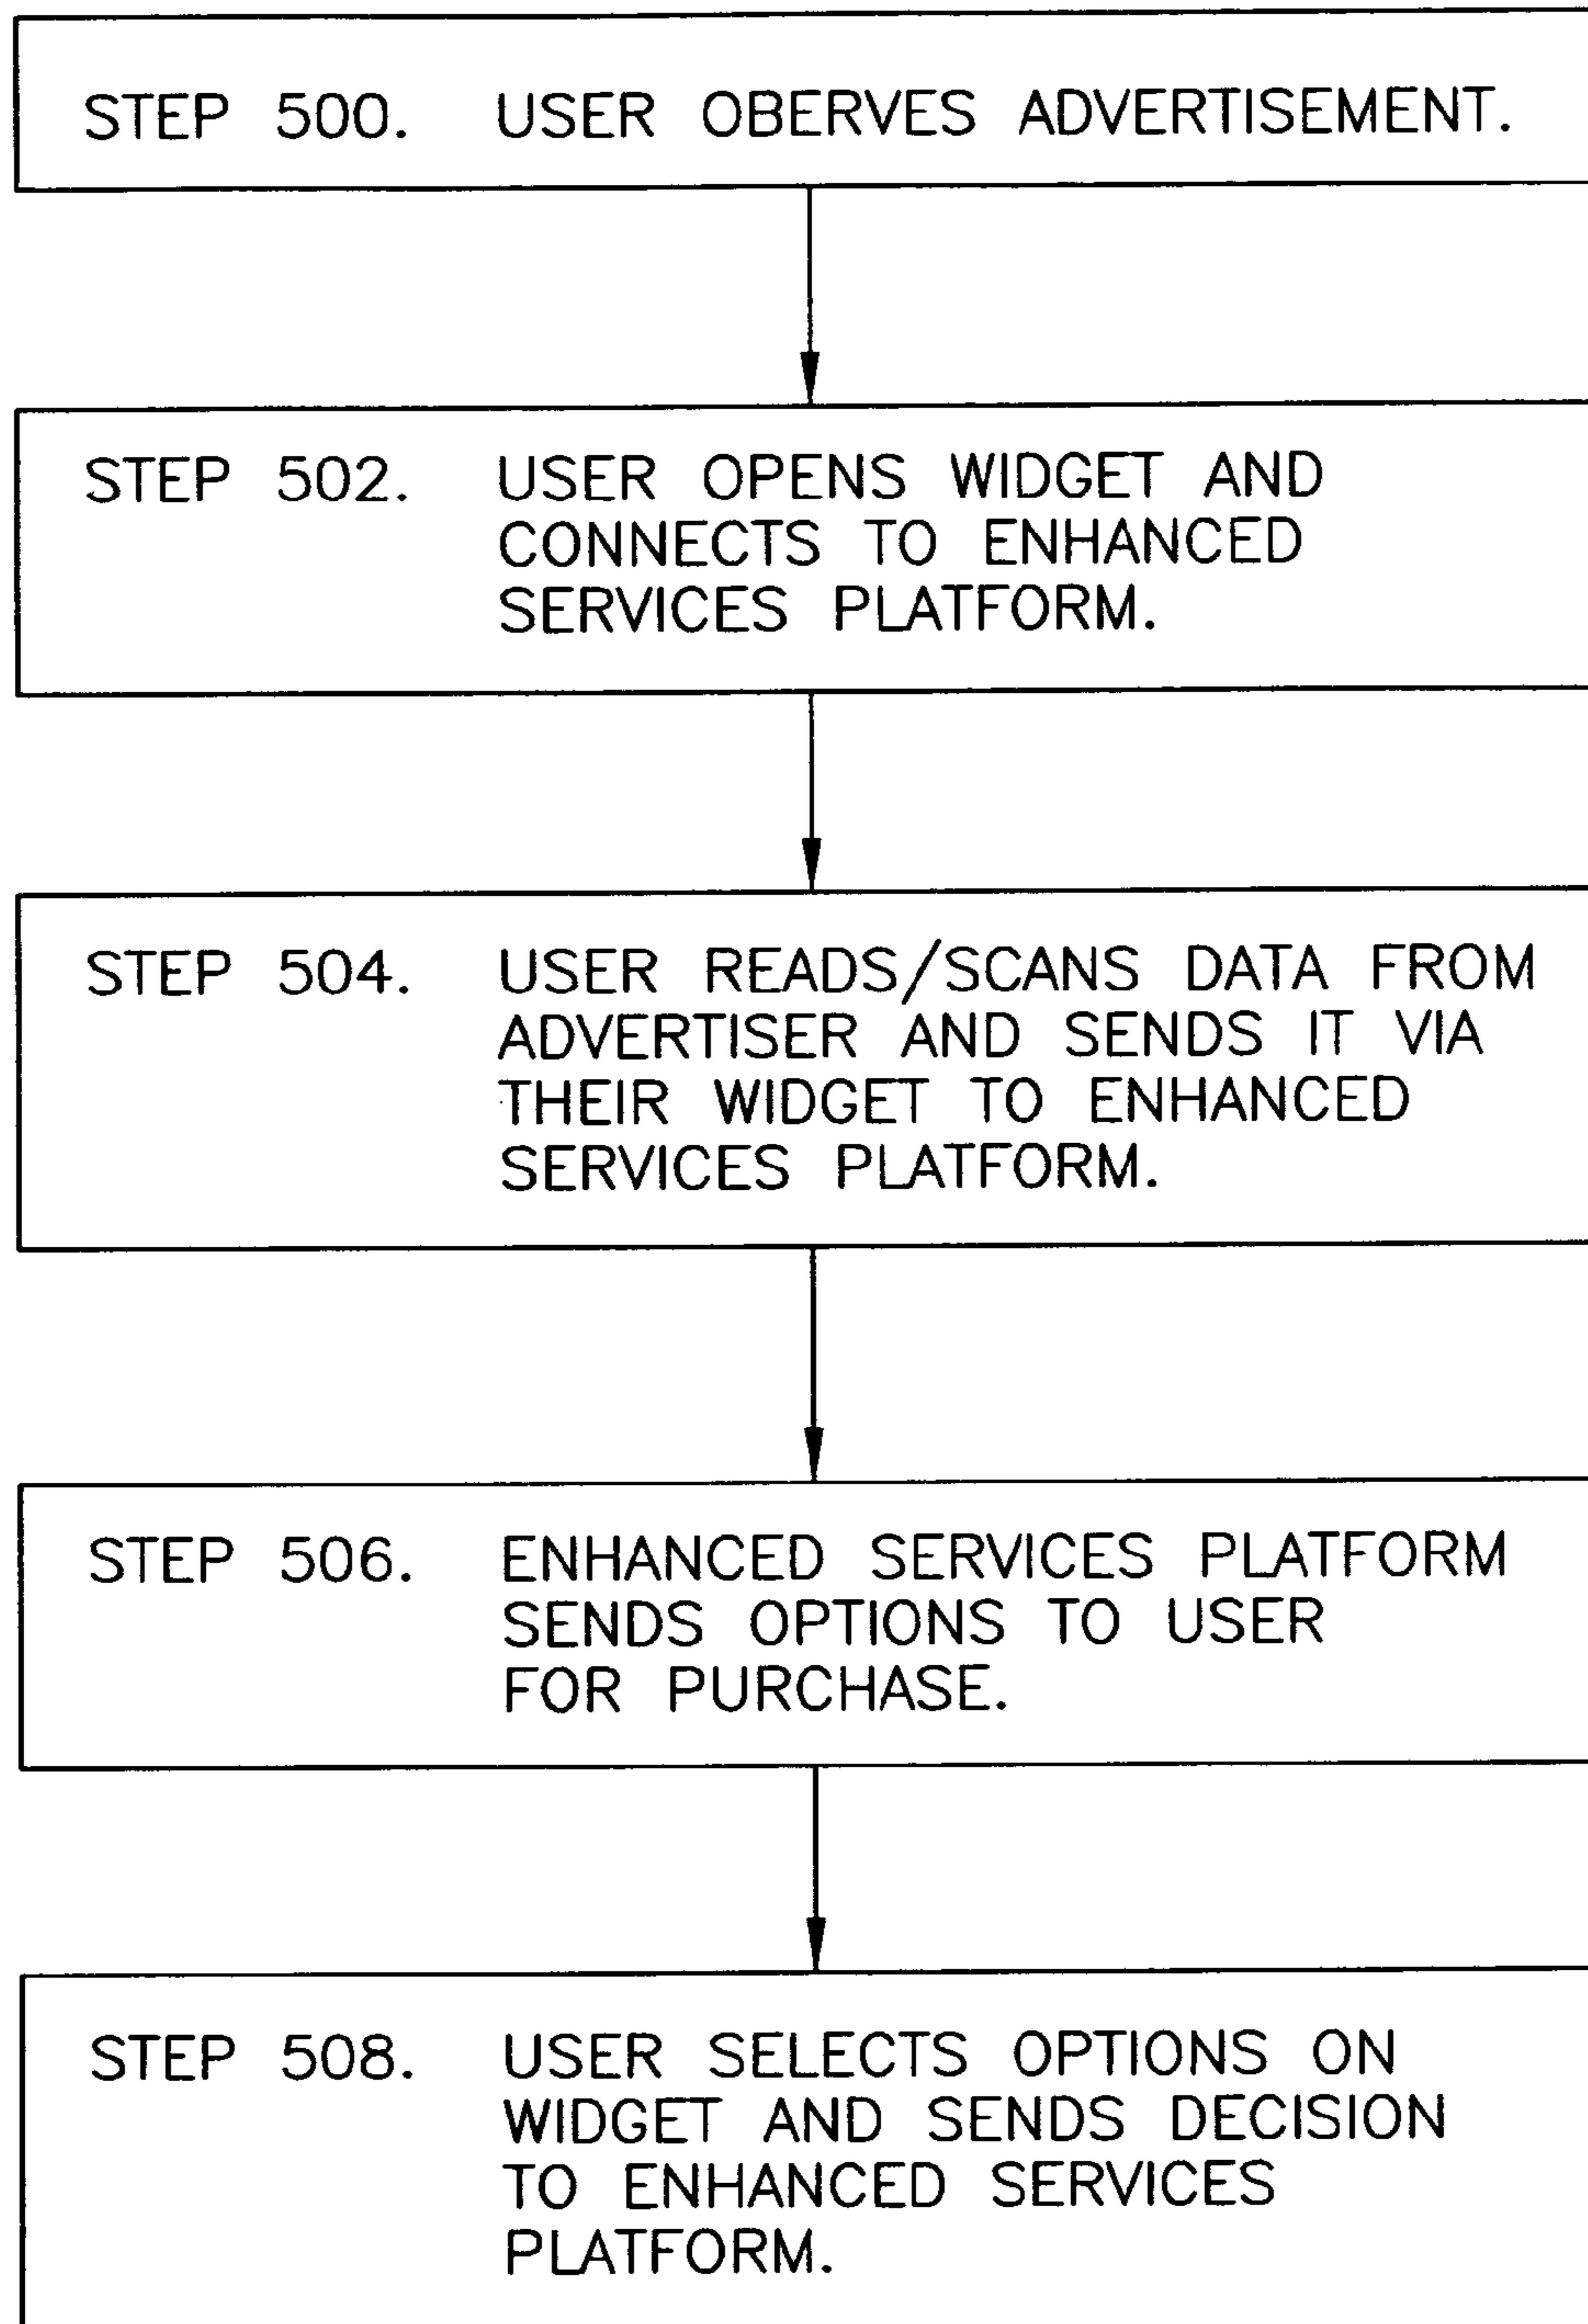 STEP 500. USER OBERVES ADVERTISEMENT.
STEP 502. USER OPENS WIDGET AND
CONNECTS TO ENHANCED
SERVICES PLATFORM.
STEP 504. USER READS/SCANS DATA FROM
ADVERTISER AND SENDS IT VIA
THEIR WIDGET TO ENHANCED
SERVICES PLATFORM.
STEP 506. ENHANCED SERVICES PLATFORM
SENDS OPTIONS TO USER
FOR PURCHASE.
STEP 508. USER SELECTS OPTIONS ON
WIDGET AND SENDS DECISION
TO ENHANCED SERVICES
PLATFORM.